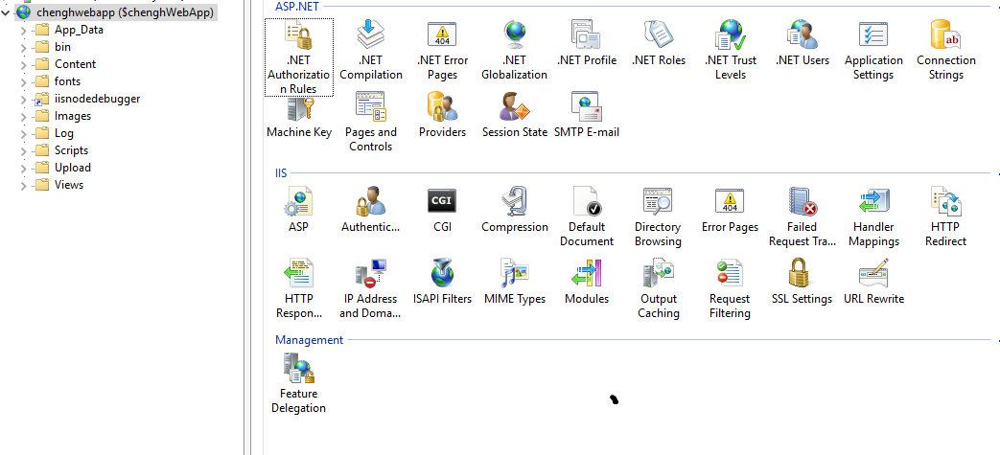 chenghwebapp ($chenghWebApp)
App_Data
bin
Content
fonts
iisnodedebugger
Images
Log
Scripts
Upload
Views
ASP.NET
.NET Authorizatio
n Rules
.NET Compilation
.NET Error Pages
.NET Globalization
.NET Profile
.NET Roles
.NET Trust Levels
.NET Users
Application Settings
Connection Strings
404
ab
Machine Key
Pages and Controls
Providers
Session State
SMTP E-mail
IIS
ASP
Authentic...
CGI
CGI
Compression
Default Document
Directory Browsing
404
Error Pages
Failed Request Tra...
Handler Mappings
HTTP Redirect
HTTP Respon...
IP Address and Doma...
ISAPI Filters
MIME Types
Modules
Output Caching
Request Filtering
SSL Settings
URL Rewrite
Management
Feature Delegation